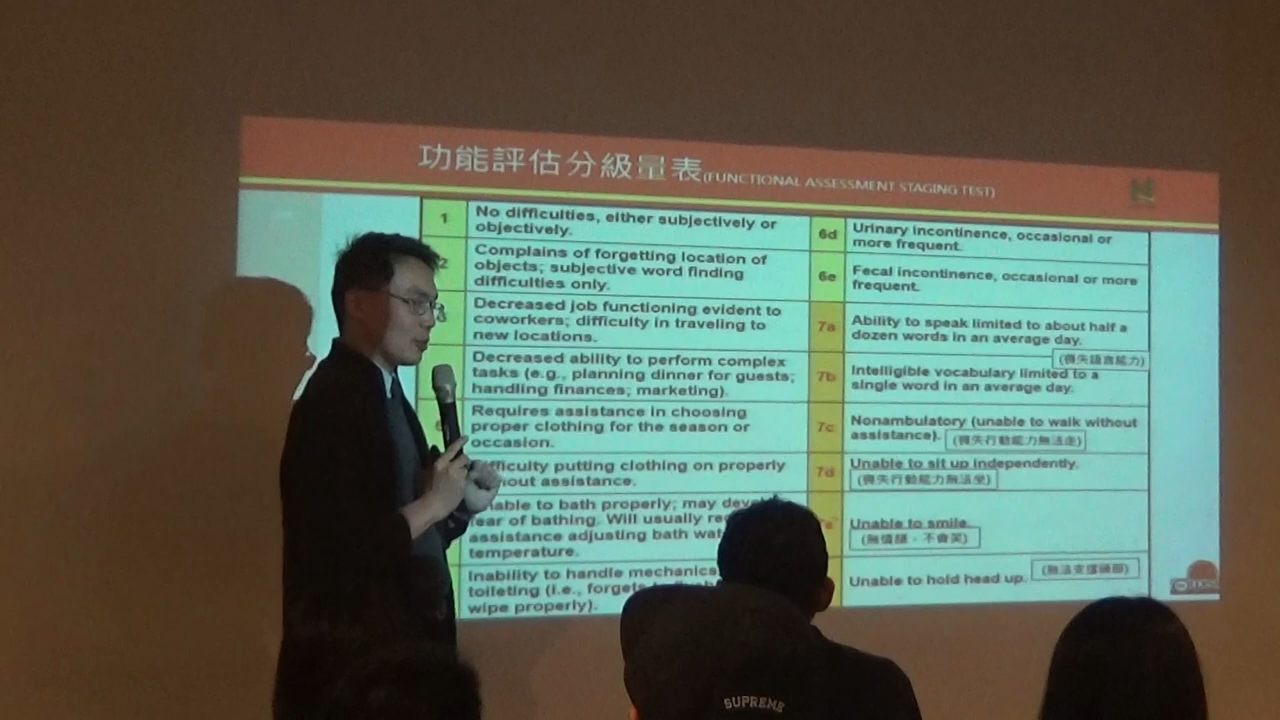 功能評估分級量表(FUNCTIONAL ASSESSMENT STAGING TEST)
1
No difficulties, either subjectively or
objectively.
2
Complains of forgetting location of
objects; subjective word finding
difficulties only.
Decreased job functioning evident to
coworkers; difficulty in traveling to
new locations.
Decreased ability to perform complex
tasks (e.g., planning dinner for guests;
handling finances; marketing).
Requires assistance in choosing
proper clothing for the season or
occasion.
putting clothing on properly
assistance.
to bath properly; may
of bathing. Will usually
assistance adjusting bath
temperature.
Inability to handle
toileting (i.e., forgets
wipe properly).
6d
Urinary incontinence, occasional or
more frequent.
6e
Fecal incontinence, occasional or more
frequent.
7a
Ability to speak limited to about half a
dozen words in an average day.
(喪失語言能力)
7b
Intelligible vocabulary limited to a
single word in an average day.
7c
Nonambulatory (unable to walk without
assistance). (喪失行動能力無法走)
7d
Unable to sit up independently.
(喪失行動能力無法坐)
Unable to smile.
(無情緒、不會笑)
Unable to hold head up. (無法支撐頭部)
SUPREME